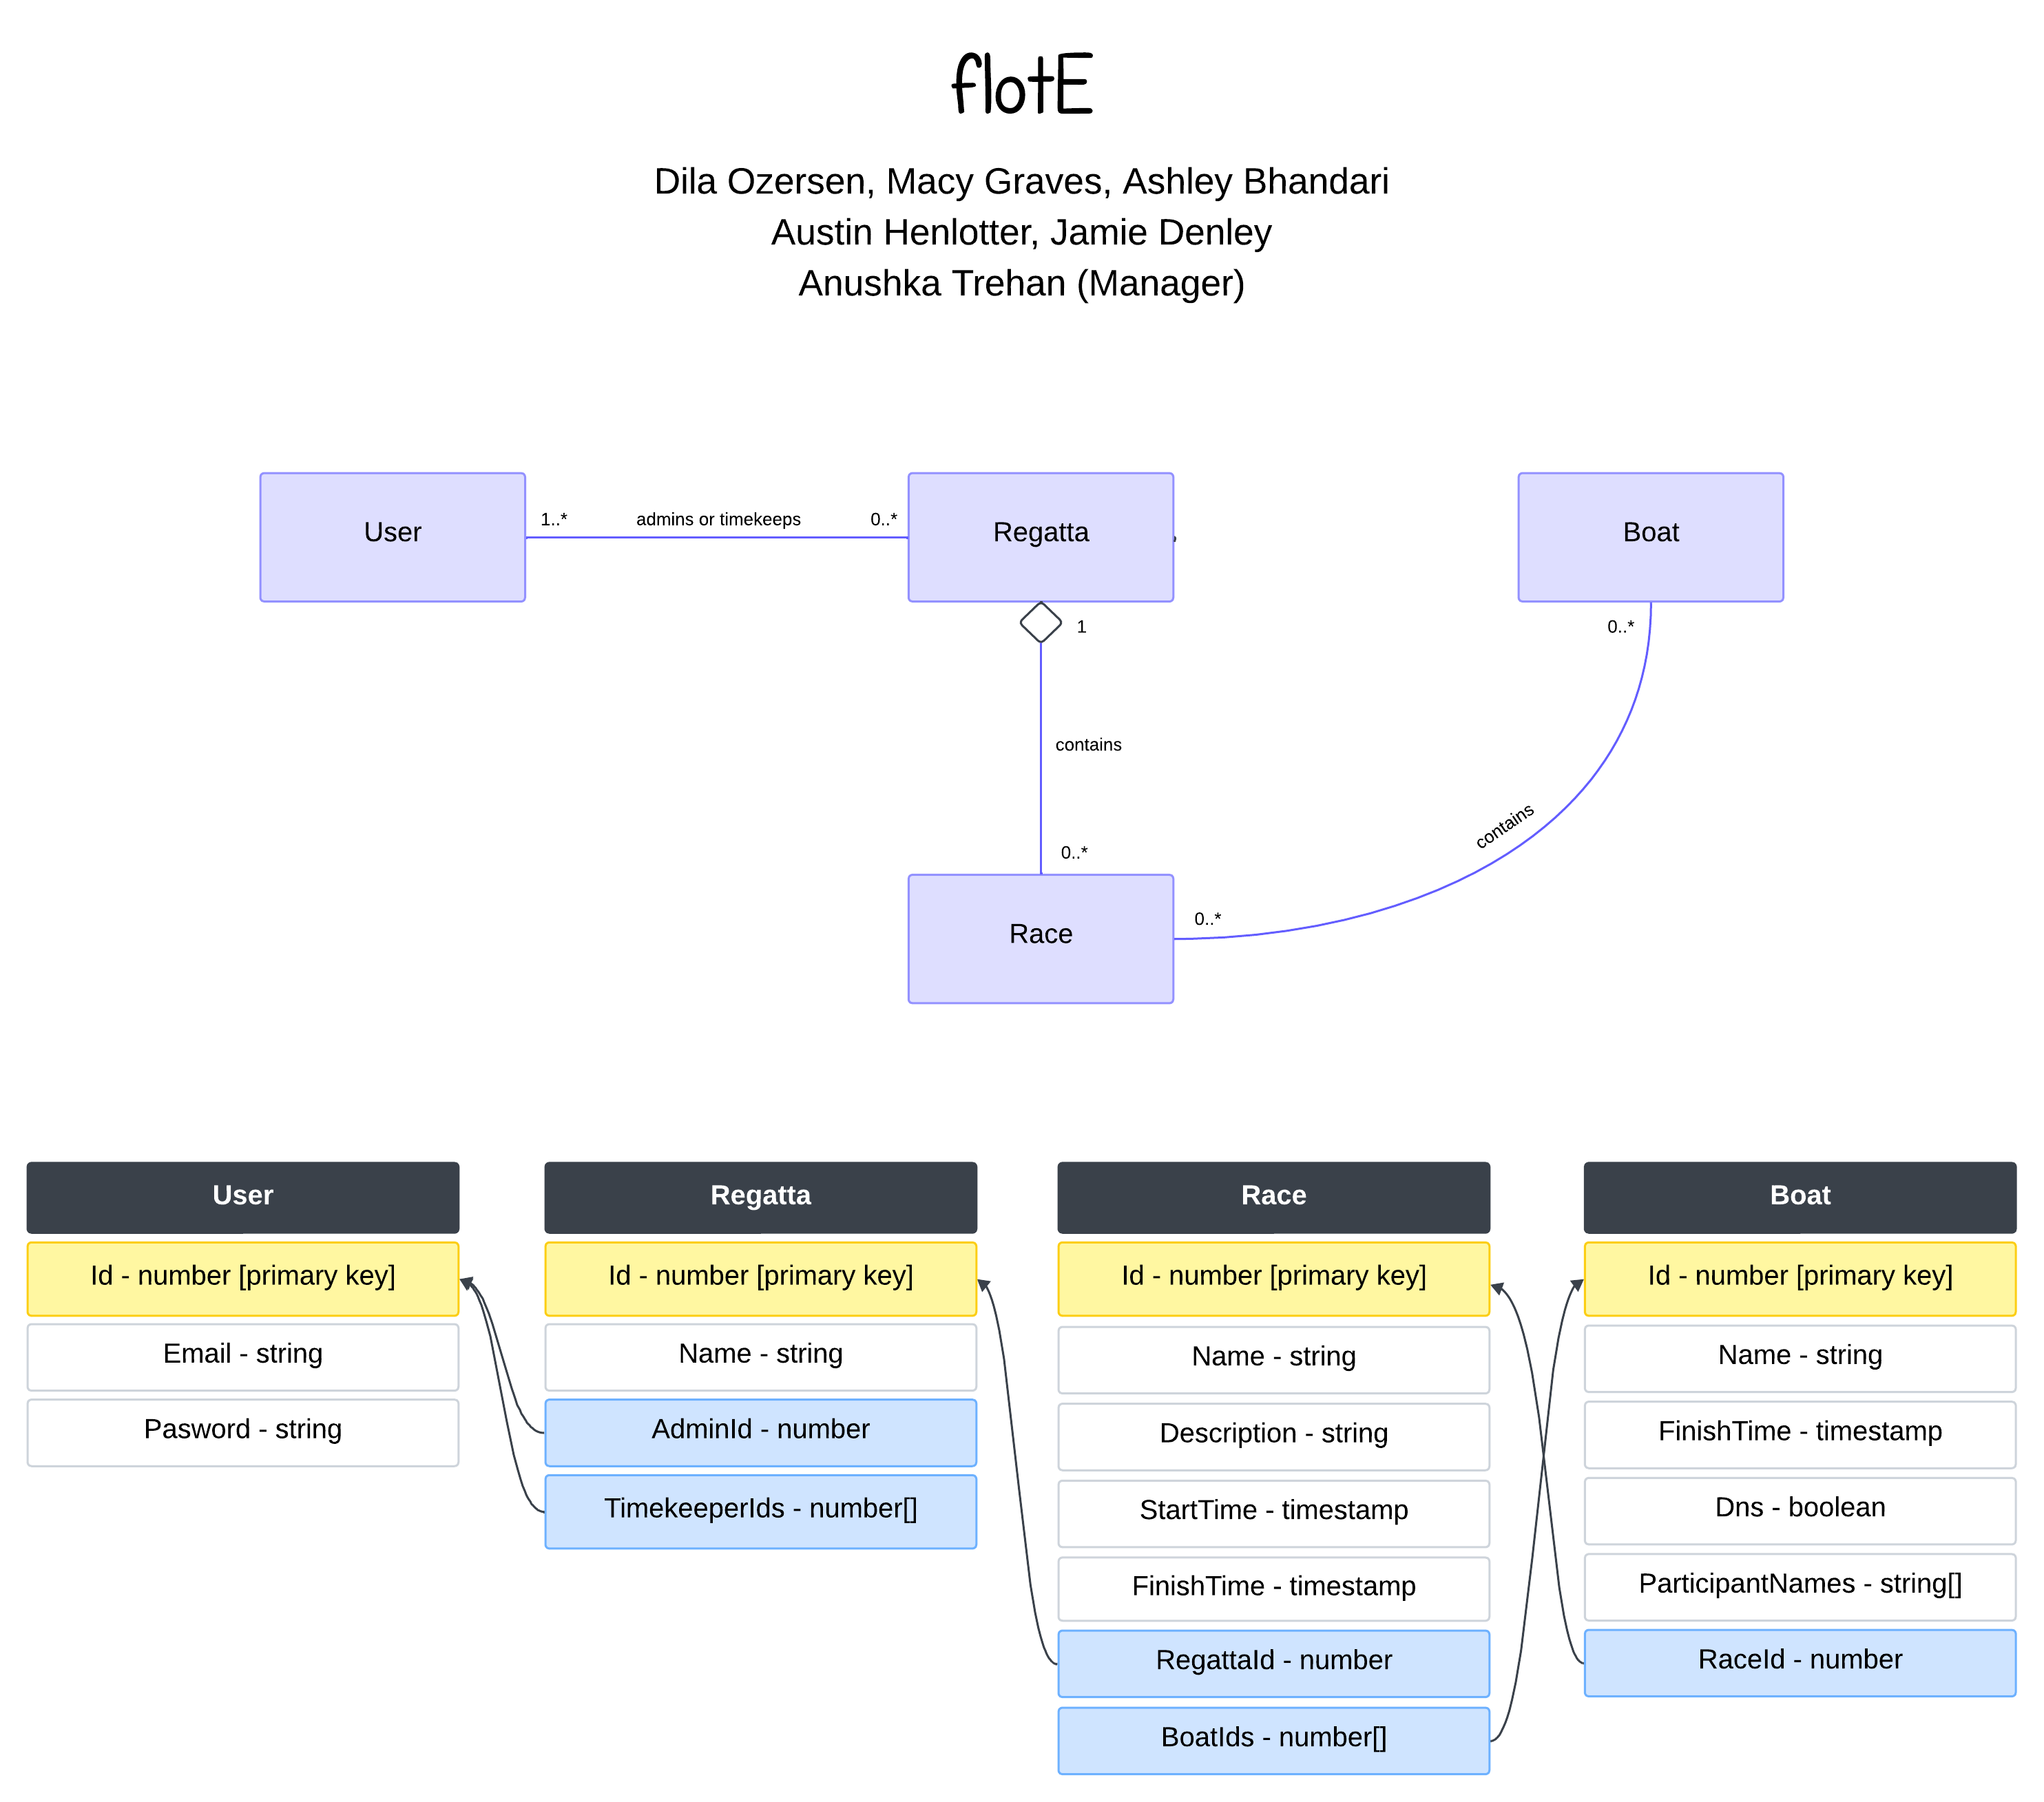 flotE
Dila Ozersen, Macy Graves, Ashley Bhandari
Austin Henlotter, Jamie Denley
Anushka Trehan (Manager)
User
1..*
admins or timekeeps
0..*
Regatta
Boat
1
0..*
contains
contains
0..*
0..*
Race
User
Id - number [primary key]
Email - string
Pasword - string
Regatta
Id - number [primary key]
Name - string
AdminId - number
TimekeeperIds - number[]
Race
Id - number [primary key]
Name - string
Description - string
StartTime - timestamp
FinishTime - timestamp
RegattaId - number
BoatIds - number[]
Boat
Id - number [primary key]
Name - string
FinishTime - timestamp
Dns - boolean
ParticipantNames - string[]
RaceId - number